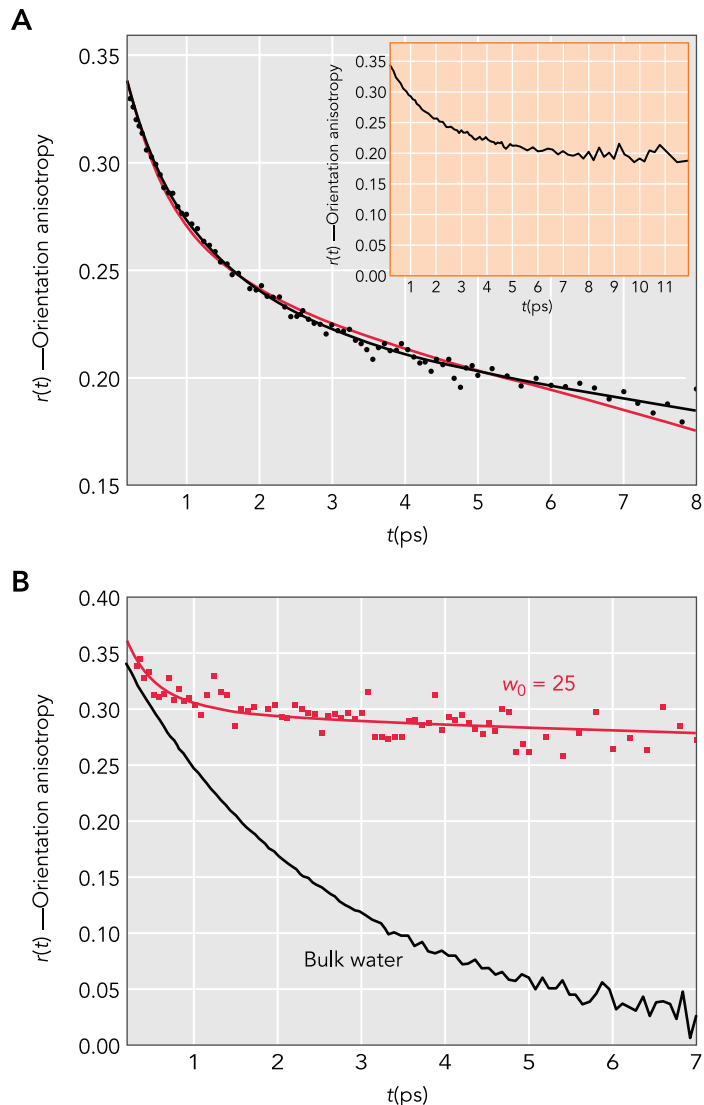 A
r(t) —Orientation anisotropy
0.35
0.30
0.25
0.20
0.15
1 2 3 4 5 6 7 8
t(ps)
r(t) —Orientation anisotropy
0.35
0.30
0.25
0.20
0.15
0.10
0.05
0.00
1 2 3 4 5 6 7 8 9 10 11
t(ps)
B
r(t) —Orientation anisotropy
0.40
0.35
0.30
0.25
0.20
0.15
0.10
0.05
0.00
w₀ = 25
Bulk water
1 2 3 4 5 6 7
t(ps)